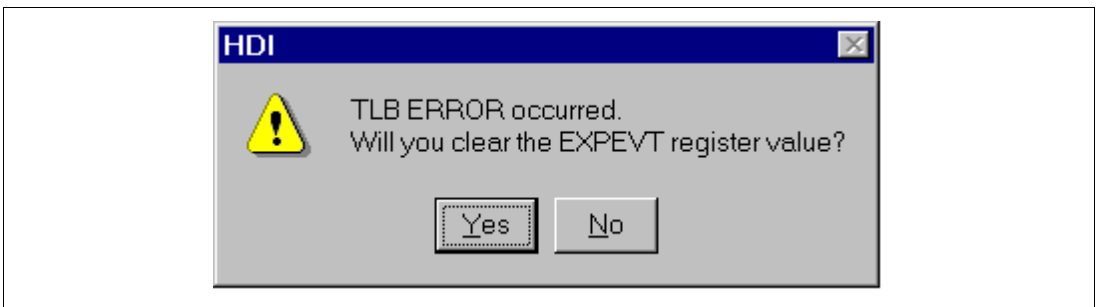 HDI
TLB ERROR occurred.
Will you clear the EXPEVT register value?
Yes
No